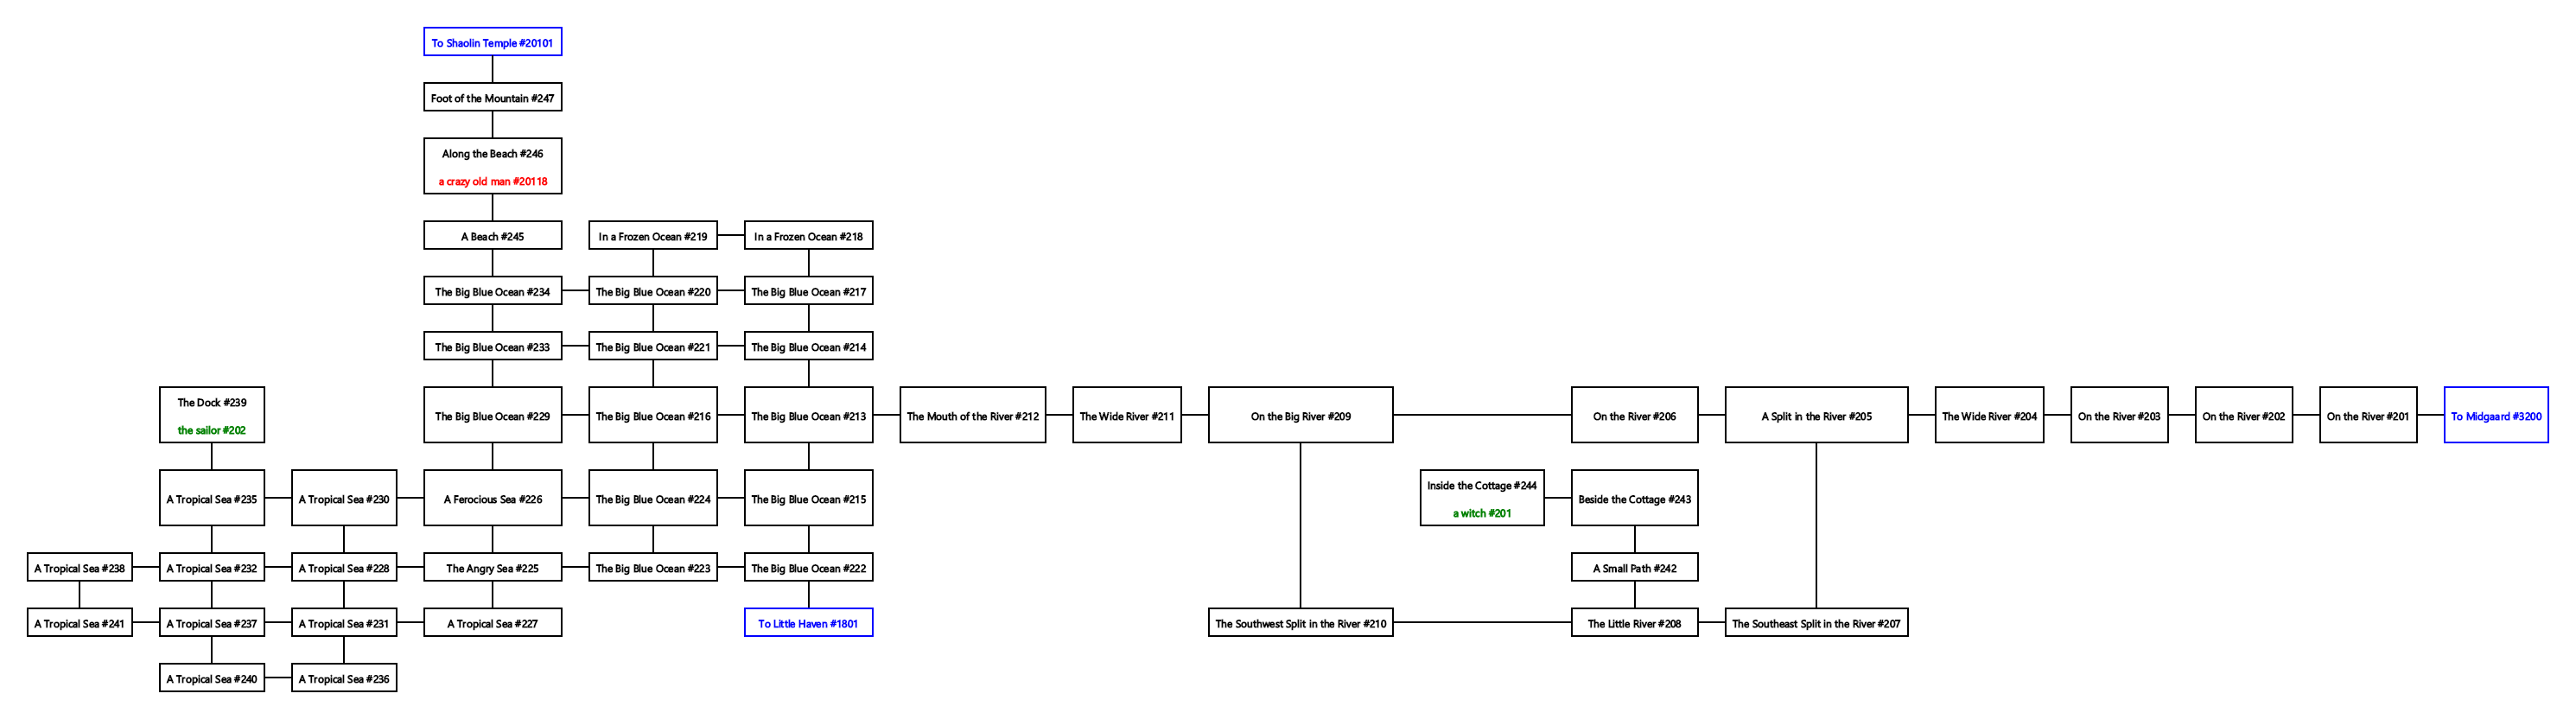 To Shaolin Temple #20101
Foot of the Mountain #247
Along the Beach #246
a crazy old man #20118
A Beach #245
In a Frozen Ocean #219
In a Frozen Ocean #218
The Big Blue Ocean #234
The Big Blue Ocean #220
The Big Blue Ocean #217
The Big Blue Ocean #233
The Big Blue Ocean #221
The Big Blue Ocean #214
The Dock #239
the sailor #202
The Big Blue Ocean #229
The Big Blue Ocean #216
The Big Blue Ocean #213
The Mouth of the River #212
The Wide River #211
On the Big River #209
On the River #206
A Split in the River #205
The Wide River #204
On the River #203
On the River #202
On the River #201
To Midgaard #3200
A Tropical Sea #235
A Tropical Sea #230
A Ferocious Sea #226
The Big Blue Ocean #224
The Big Blue Ocean #215
Inside the Cottage #244
a witch #201
Beside the Cottage #243
A Tropical Sea #238
A Tropical Sea #232
A Tropical Sea #228
The Angry Sea #225
The Big Blue Ocean #223
The Big Blue Ocean #222
A Small Path #242
A Tropical Sea #241
A Tropical Sea #237
A Tropical Sea #231
A Tropical Sea #227
To Little Haven #1801
The Southwest Split in the River #210
The Little River #208
The Southeast Split in the River #207
A Tropical Sea #240
A Tropical Sea #236